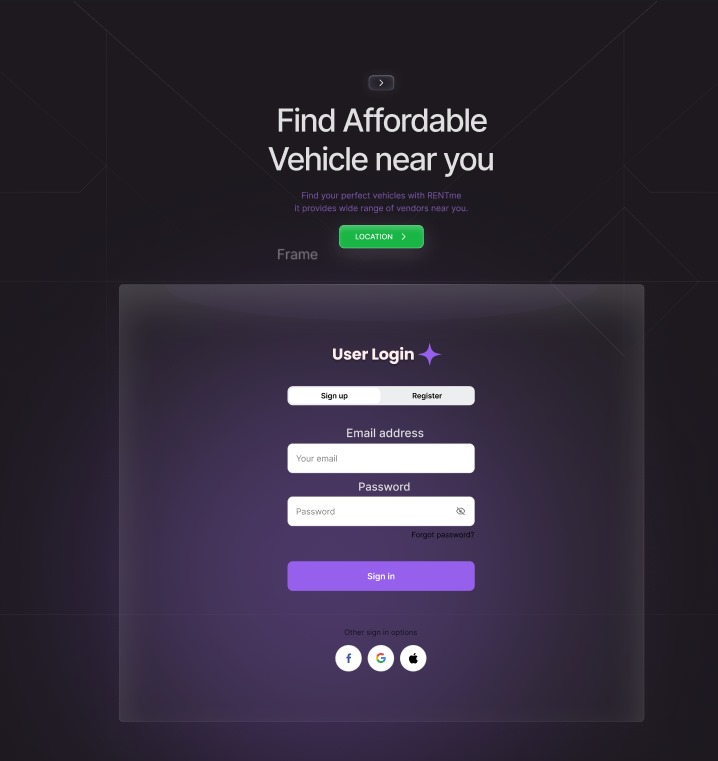 Find Affordable
Vehicle near you
Find your perfect vehicles with RENTme
It provides wide range of vendors near you.
LOCATION
Frame
User Login
Sign up Register
Email address
Your email
Password
Password
Forgot password?
Sign in
Other sign in options